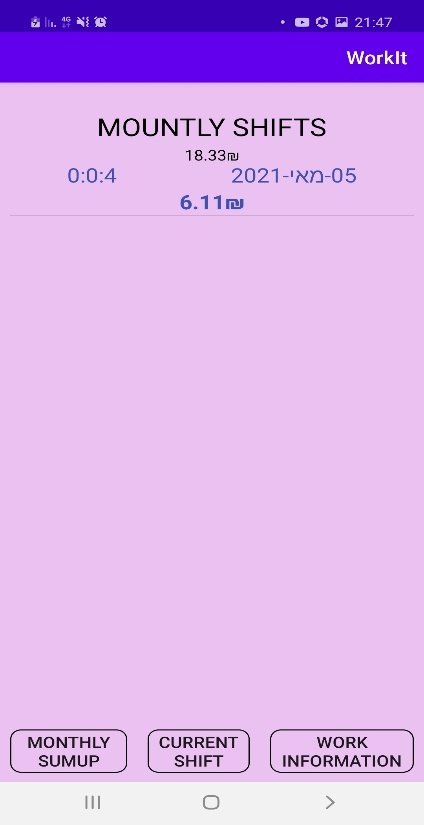 4G
21:47
WorkIt
MOUNTLY SHIFTS
18.33₪
0:0:4
05-מאי-2021
6.11₪
MONTHLY
SUMUP
CURRENT
SHIFT
WORK
INFORMATION